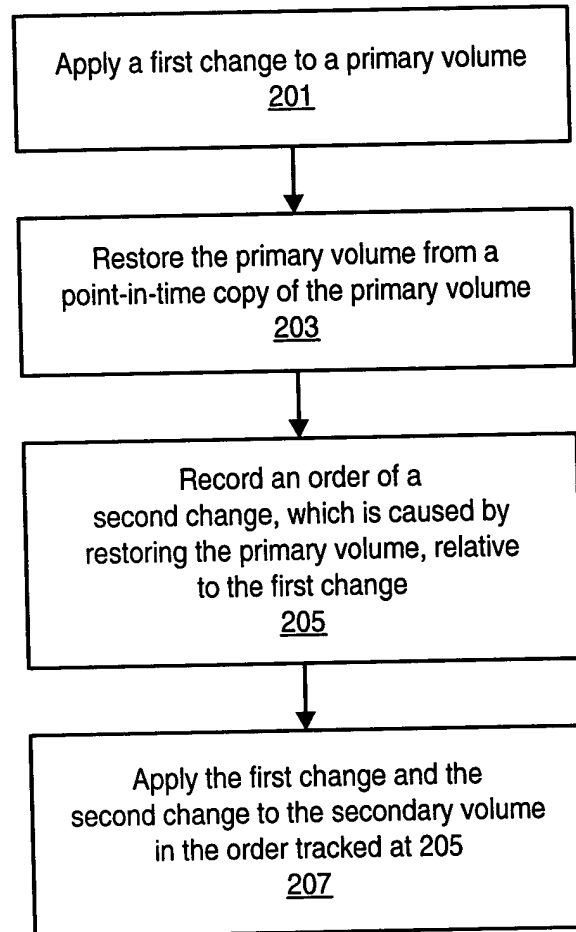 Apply a first change to a primary volume
201
Restore the primary volume from a
point-in-time copy of the primary volume
203
Record an order of a
second change, which is caused by
restoring the primary volume, relative
to the first change
205
Apply the first change and the
second change to the secondary volume
in the order tracked at 205
207